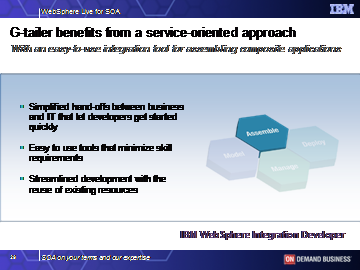 WebSphere Live for SOA
IBM
G-tailer benefits from a service-oriented approach
With an easy-to-use integration tool for assembling composite applications
Simplified hand-offs between business
and IT that let developers get started
quickly
Easy to use tools that minimize skill
requirements
Streamlined development with the
reuse of existing resources
Assemble
Model
Deploy
Manage
IBM WebSphere Integration Developer
29
SOA on your terms and our expertise
ON DEMAND BUSINESS